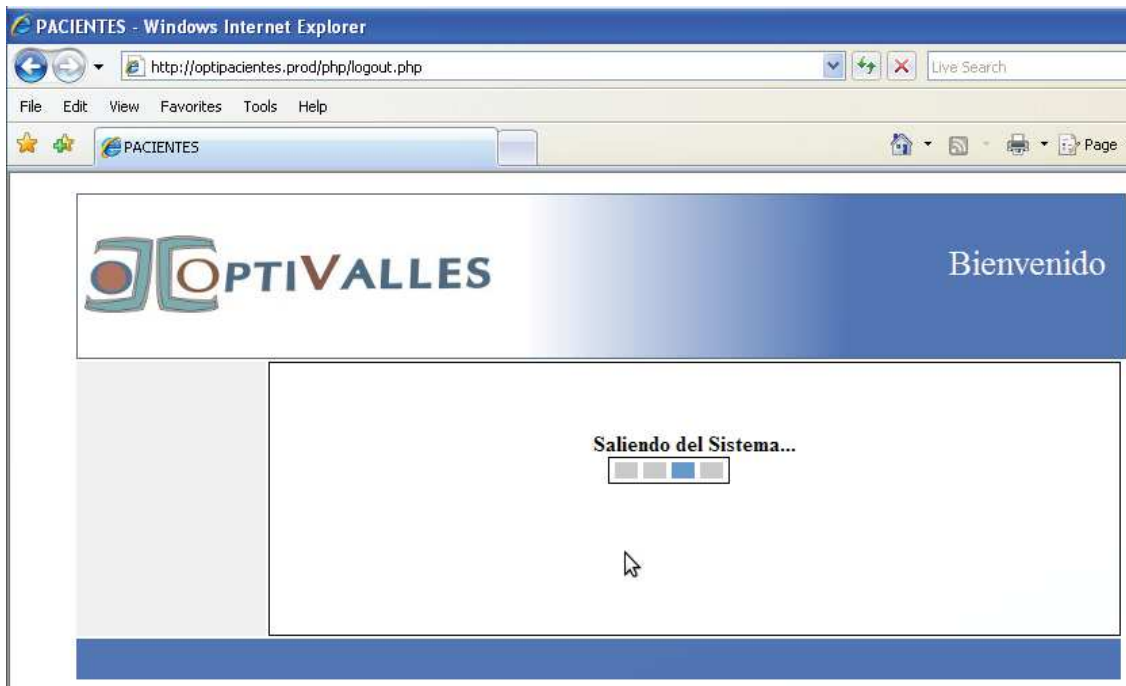 PACIENTES - Windows Internet Explorer
http://optipacientes.prod/php/logout.php
Live Search
File Edit View Favorites Tools Help
PACIENTES
Page
OPTIVALLES
Bienvenido
Saliendo del Sistema...